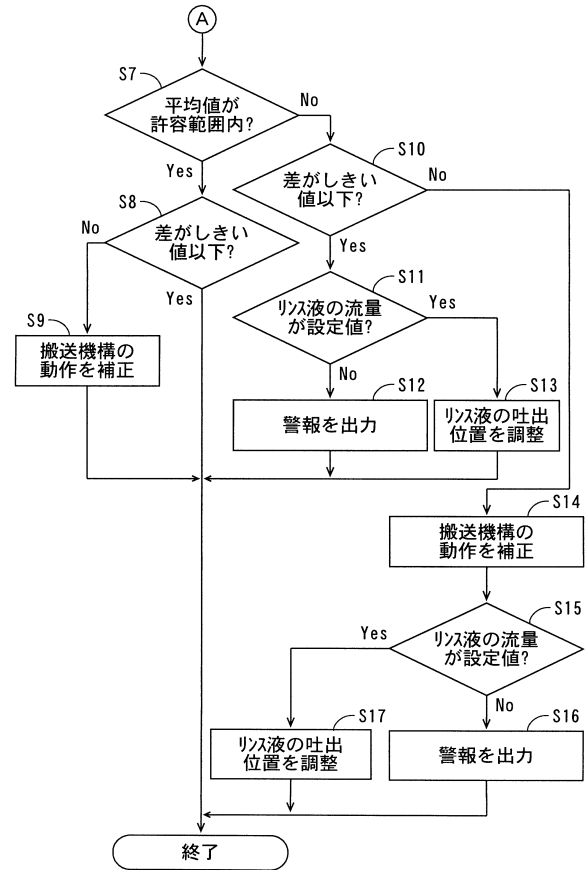 A
S7
平均値が
許容範囲内?
No
Yes
S10
差がしきい
値以下?
No
Yes
S8
差がしきい
値以下?
No
Yes
S9
搬送機構の
動作を補正
S11
ﾘﾝｽ液の流量
が設定値?
Yes
No
S12
警報を出力
S13
ﾘﾝｽ液の吐出
位置を調整
S14
搬送機構の
動作を補正
S15
ﾘﾝｽ液の流量
が設定値?
Yes
No
S17
ﾘﾝｽ液の吐出
位置を調整
S16
警報を出力
終了